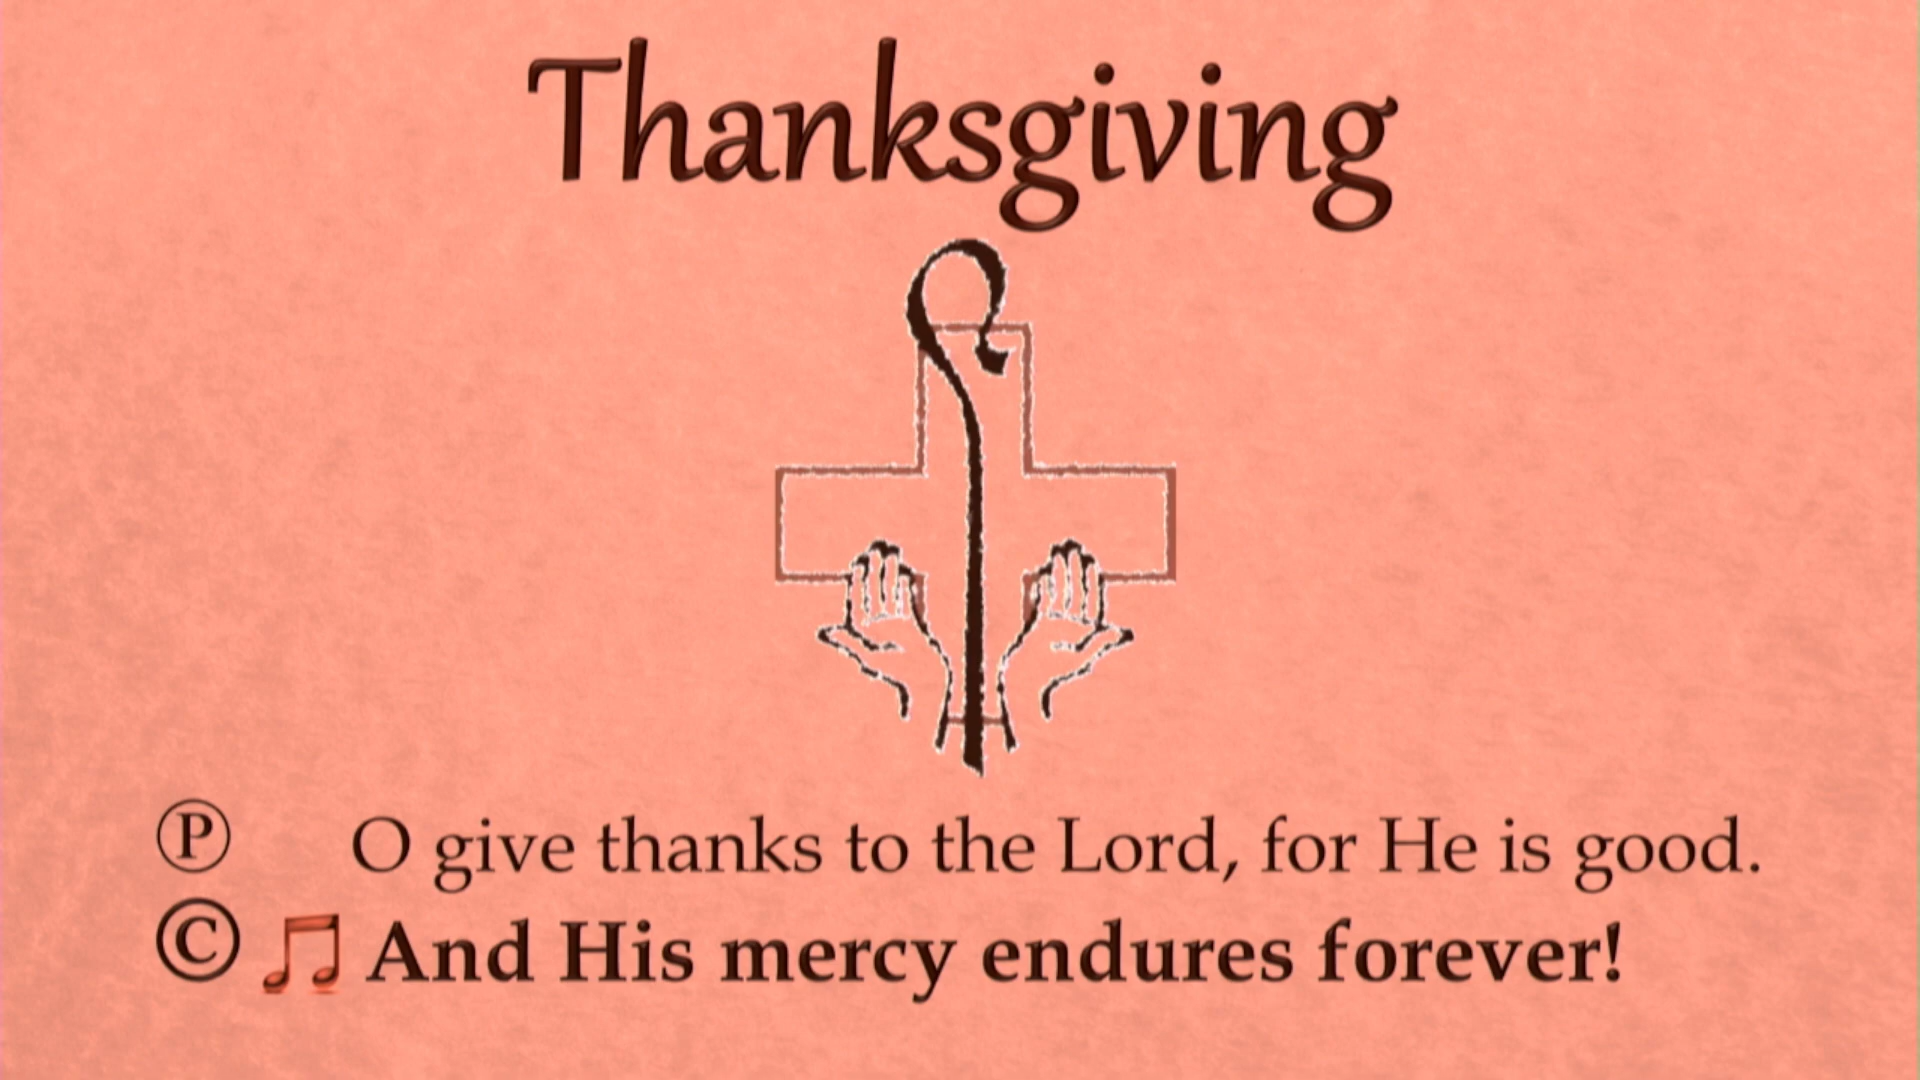 Thanksgiving
Ⓟ O give thanks to the Lord, for He is good.
© 🎵 And His mercy endures forever!